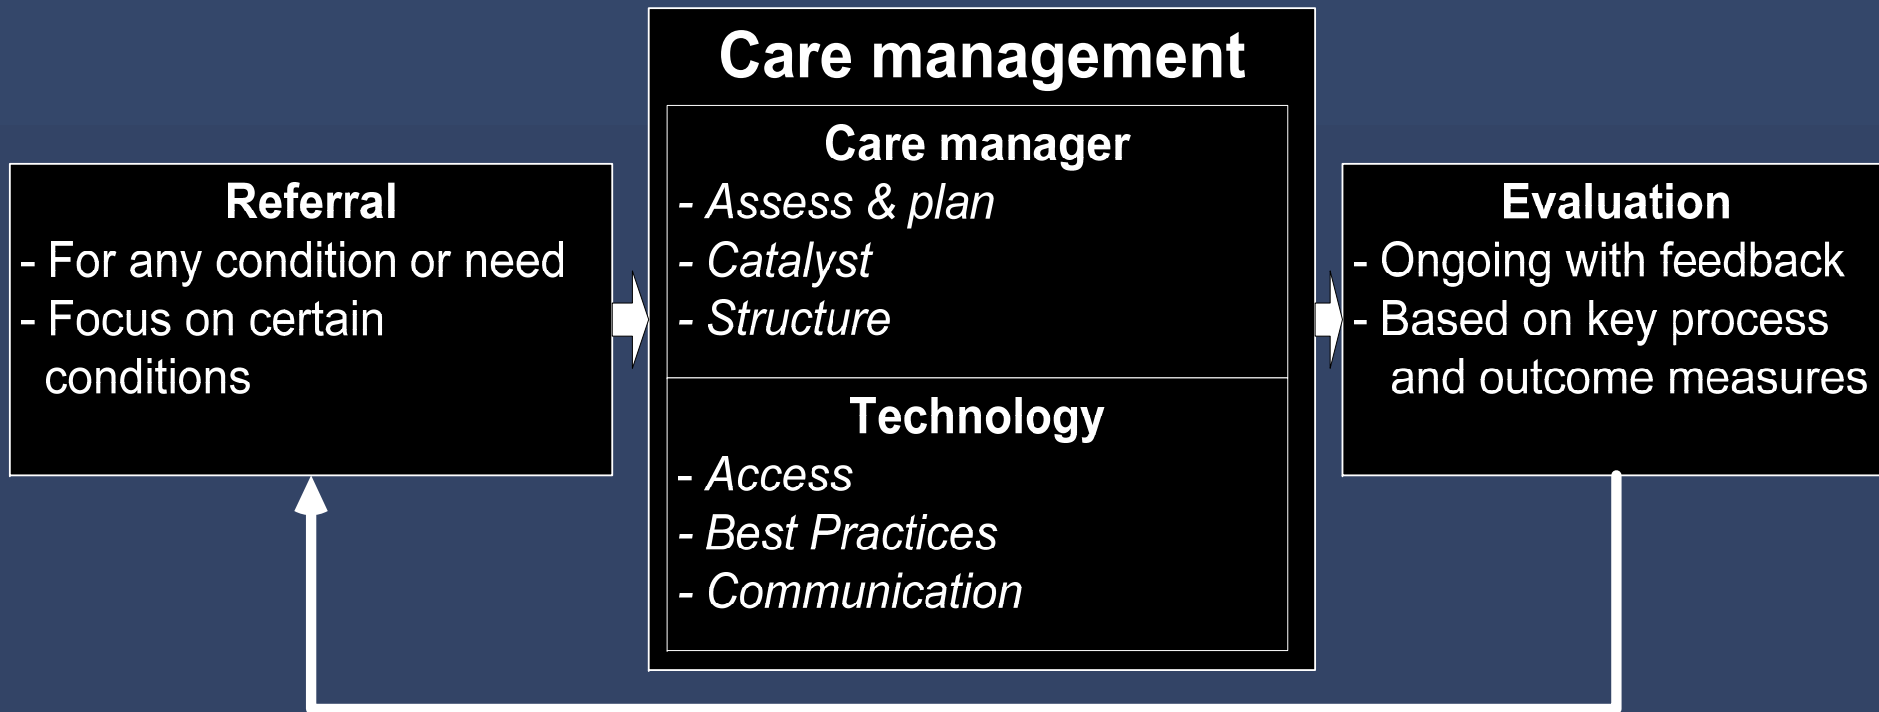 Care management
Referral
- For any condition or need
- Focus on certain
conditions
Care manager
- Assess & plan
- Catalyst
- Structure
Technology
- Access
- Best Practices
- Communication
Evaluation
- Ongoing with feedback
- Based on key process
and outcome measures